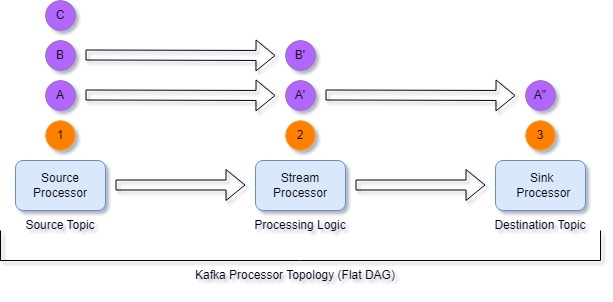 C
B
B'
A
A'
A"
1
2
3
Source
Processor
Stream
Processor
Sink
Processor
Source Topic
Processing Logic
Destination Topic
Kafka Processor Topology (Flat DAG)